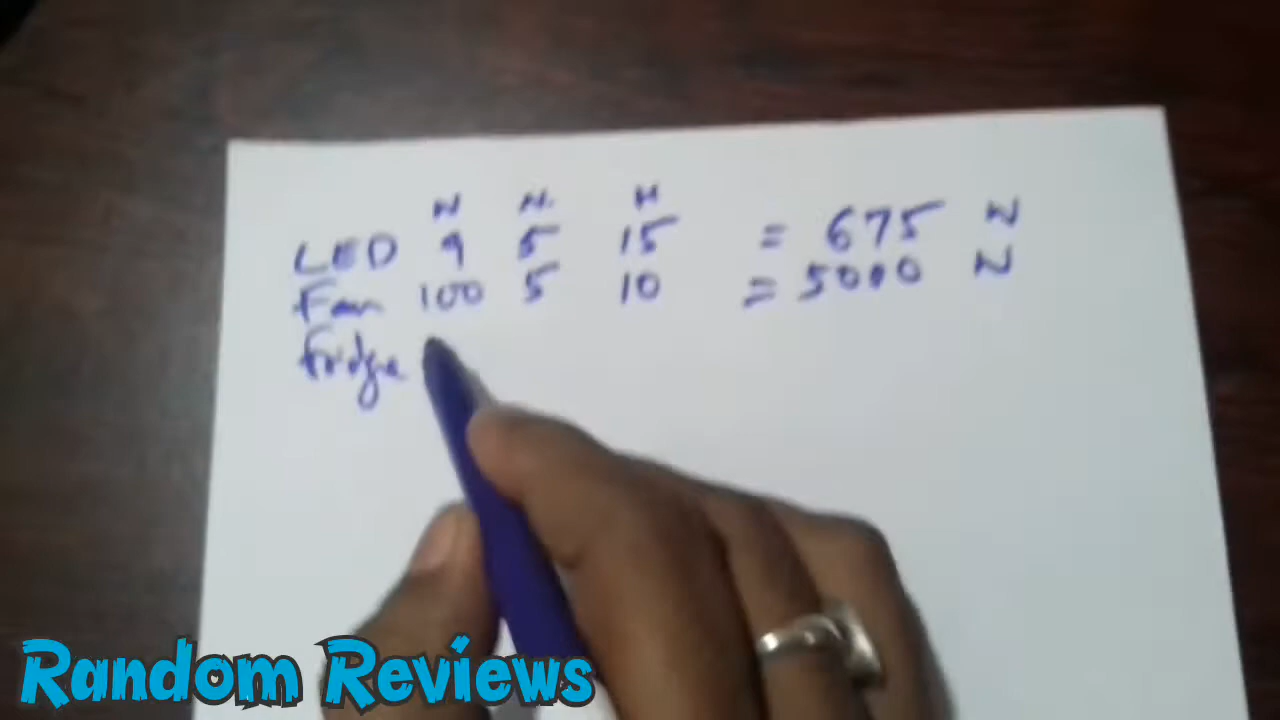 N N. H
LED 9 5 15 = 675 N
Fan 100 5 10 = 5000 N
Fridge
Random Reviews